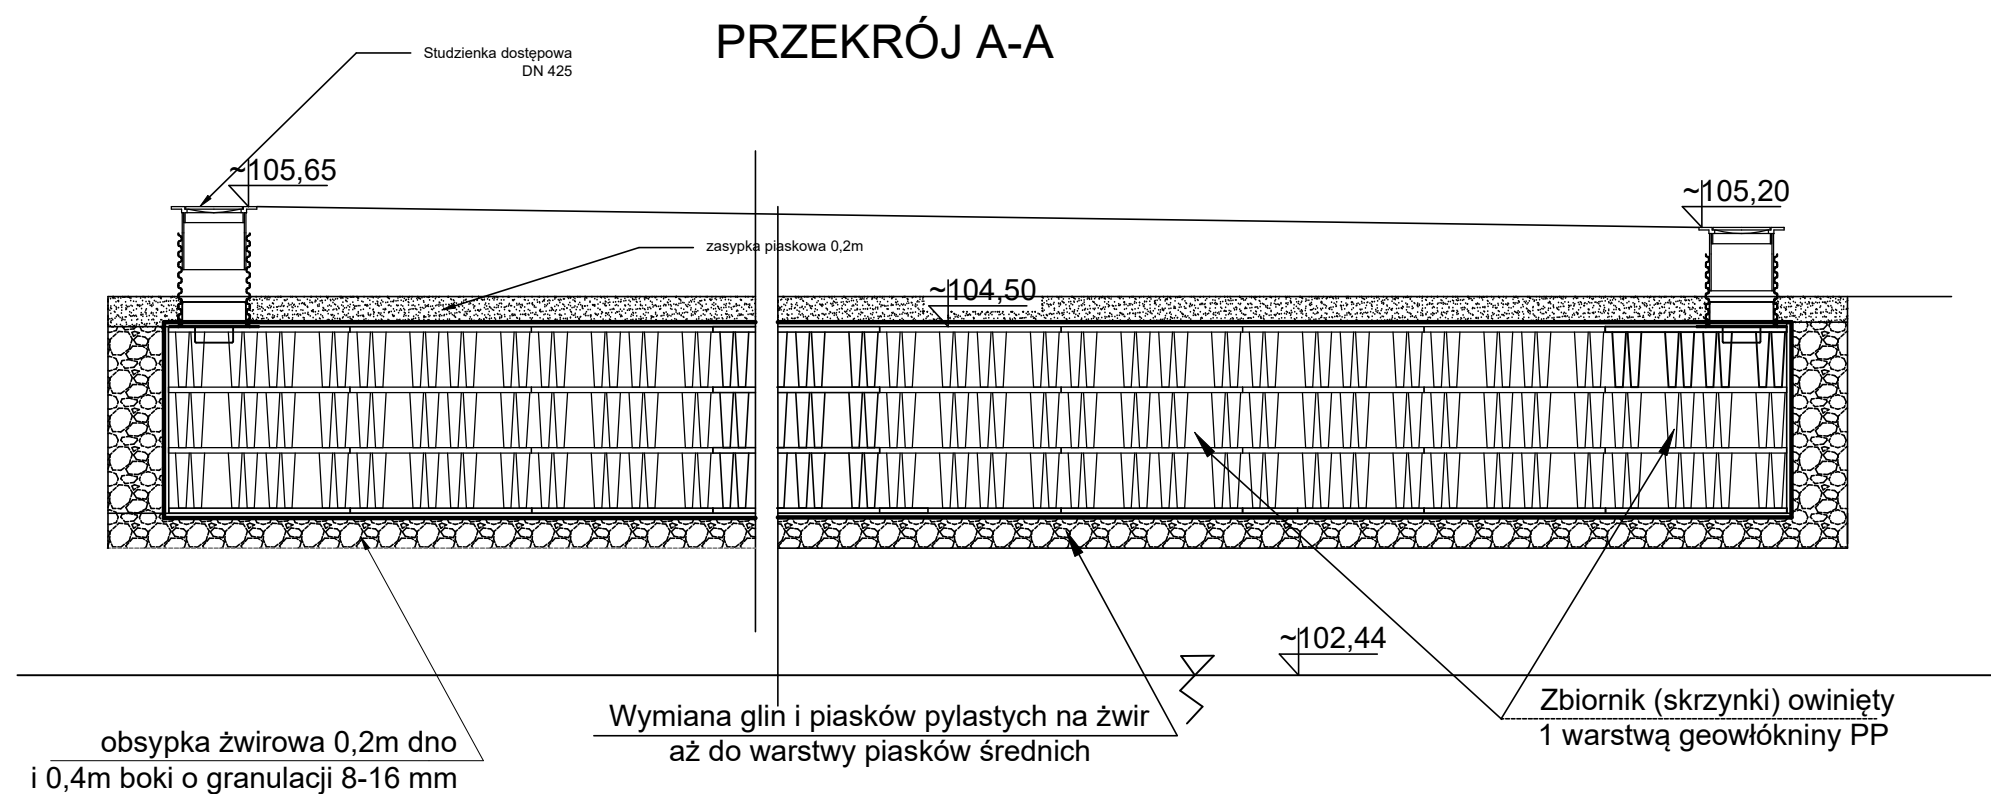 PRZEKRÓJ A-A
Studzienka dostępowa
DN 425
~105,65
~105,20
zasypka piaskowa 0,2m
~104,50
~102,44
obsypka żwirowa 0,2m dno
i 0,4m boki o granulacji 8-16 mm
Wymiana glin i piasków pylastych na żwir
aż do warstwy piasków średnich
Zbiornik (skrzynki) owinięty
1 warstwą geowłókniny PP